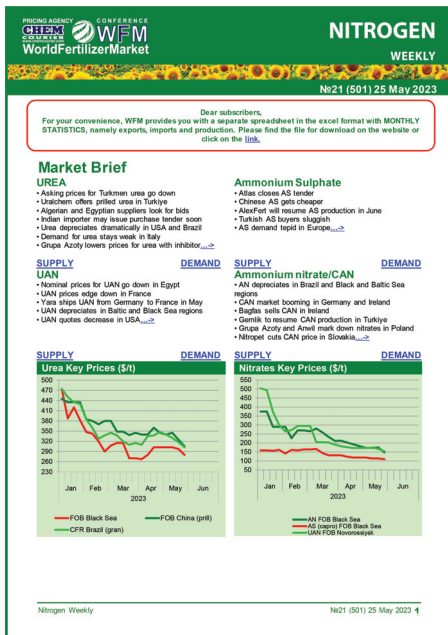 PRICING AGENCY
CHEM
COURIER
CONFERENCE
WFM
WorldFertilizerMarket
NITROGEN
WEEKLY
№21 (501) 25 May 2023
Dear subscribers,
For your convenience, WFM provides you with a separate spreadsheet in the excel format with MONTHLY
STATISTICS, namely exports, imports and production. Please find the file for download on the website or
click on the link.
Market Brief
UREA
• Asking prices for Turkmen urea go down
• Uralchem offers prilled urea in Turkiye
• Algerian and Egyptian suppliers look for bids
• Indian importer may issue purchase tender soon
• Urea depreciates dramatically in USA and Brazil
• Demand for urea stays weak in Italy
• Grupa Azoty lowers prices for urea with inhibitor...->
SUPPLY DEMAND
UAN
• Nominal prices for UAN go down in Egypt
• UAN prices edge down in France
• Yara ships UAN from Germany to France in May
• UAN depreciates in Baltic and Black Sea regions
• UAN quotes decrease in USA...->
SUPPLY DEMAND
Ammonium Sulphate
• Atlas closes AS tender
• Chinese AS gets cheaper
• AlexFert will resume AS production in June
• Turkish AS buyers sluggish
• AS demand tepid in Europe...->
SUPPLY DEMAND
Ammonium nitrate/CAN
• AN depreciates in Brazil and Black and Baltic Sea
regions
• CAN market booming in Germany and Ireland
• Bagfas sells CAN in Ireland
• Gemlik to resume CAN production in Turkiye
• Grupa Azoty and Anwil mark down nitrates in Poland
• Nitropet cuts CAN price in Slovakia...->
SUPPLY DEMAND
Urea Key Prices ($/t)
500
470
440
410
380
350
320
290
260
230
Jan Feb Mar Apr May Jun
2023
FOB Black Sea FOB China (prill)
CFR Brazil (gran)
Nitrates Key Prices ($/t)
550
500
450
400
350
300
250
200
150
100
50
Jan Feb Mar Apr May Jun
2023
AN FOB Black Sea
AS (capro) FOB Black Sea
UAN FOB Novorossiysk
Nitrogen Weekly №21 (501) 25 May 2023 1